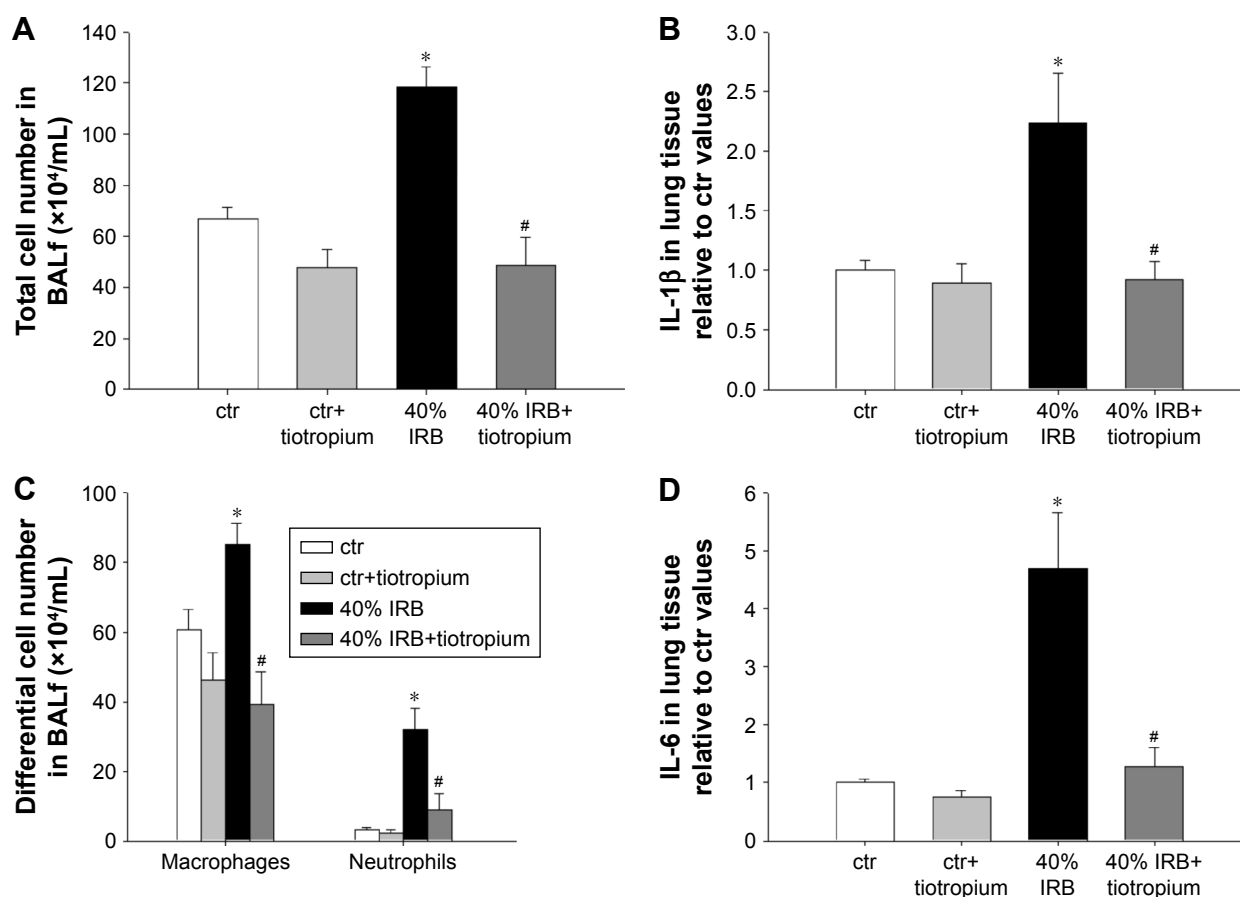 A
Total cell number in
BALf (×10⁴/mL)
140
120
100
80
60
40
20
0
*
#
ctr
ctr+
tiotropium
40%
IRB
40% IRB+
tiotropium
B
IL-1β in lung tissue
relative to ctr values
3.0
2.5
2.0
1.5
1.0
0.5
0.0
*
#
ctr
ctr+
tiotropium
40%
IRB
40% IRB+
tiotropium
C
Differential cell number
in BALf (×10⁴/mL)
100
80
60
40
20
0
*
#
*
#
ctr
ctr+tiotropium
40% IRB
40% IRB+tiotropium
Macrophages
Neutrophils
D
IL-6 in lung tissue
relative to ctr values
6
5
4
3
2
1
0
*
#
ctr
ctr+
tiotropium
40%
IRB
40% IRB+
tiotropium